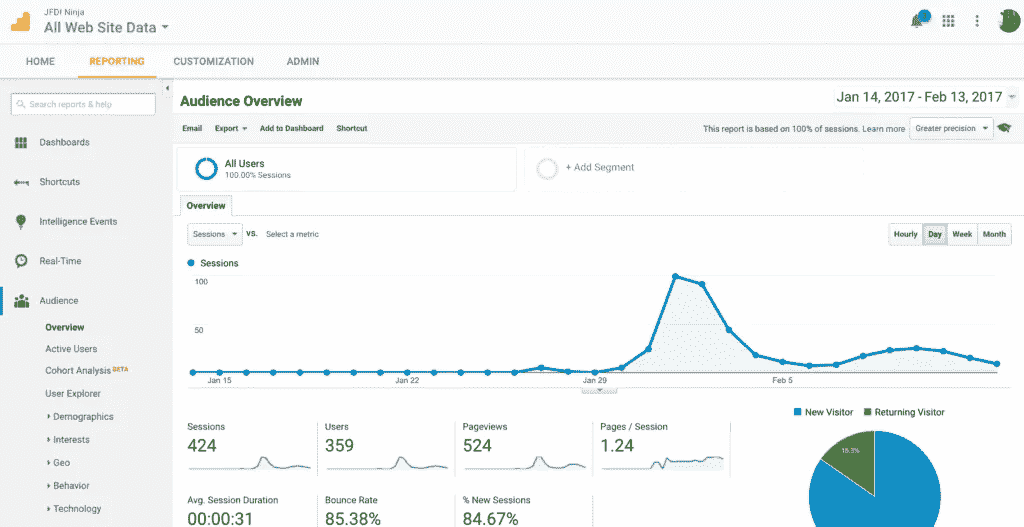 JFDI Ninja
All Web Site Data
HOME REPORTING CUSTOMIZATION ADMIN
Search reports & help
Dashboards
Shortcuts
Intelligence Events
Real-Time
Audience
Overview
Active Users
Cohort Analysis BETA
User Explorer
Demographics
Interests
Geo
Behavior
Technology
Audience Overview
Jan 14, 2017 - Feb 13, 2017
Email Export Add to Dashboard Shortcut
This report is based on 100% of sessions. Learn more Greater precision
All Users
100.00% Sessions
+ Add Segment
Overview
Sessions VS. Select a metric
Hourly Day Week Month
Sessions
100
50
Jan 15 Jan 22 Jan 29 Feb 5
Sessions
424
Users
359
Pageviews
524
Pages / Session
1.24
Avg. Session Duration
00:00:31
Bounce Rate
85.38%
% New Sessions
84.67%
New Visitor Returning Visitor
15.3%